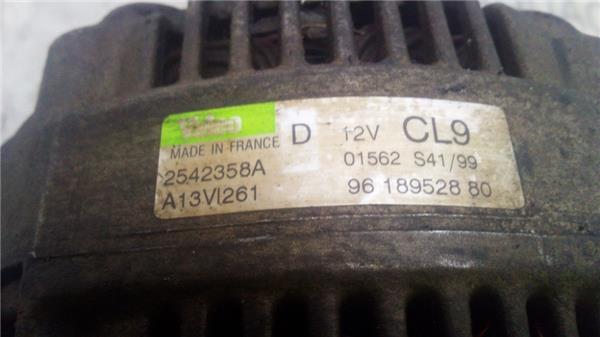 MADE IN FRANCE D 12V CL9
2542358A 01562 S41/99
A13VI261 96 189528 80